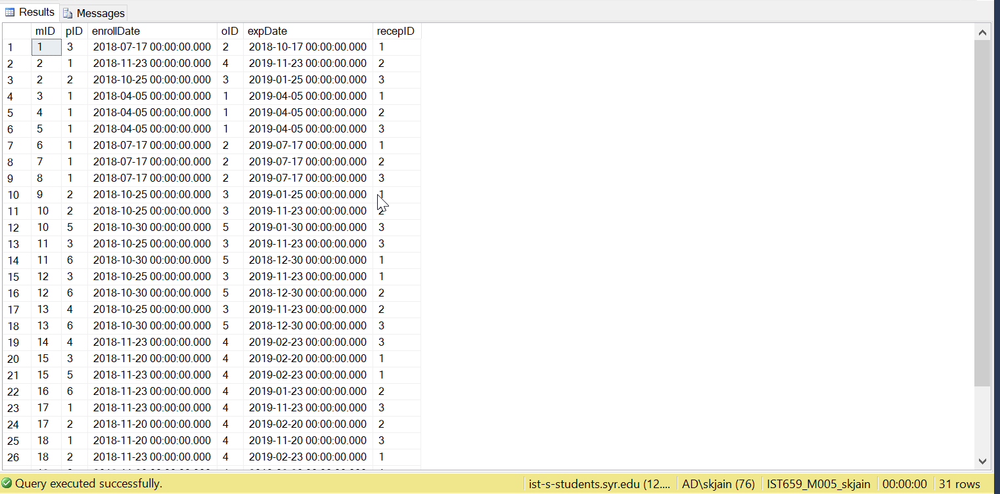 Results Messages
mID pID enrollDate oID expDate recepID
1 1 3 2018-07-17 00:00:00.000 2 2018-10-17 00:00:00.000 1
2 2 1 2018-11-23 00:00:00.000 4 2019-11-23 00:00:00.000 2
3 2 2 2018-10-25 00:00:00.000 3 2019-01-25 00:00:00.000 3
4 3 1 2018-04-05 00:00:00.000 1 2019-04-05 00:00:00.000 1
5 4 1 2018-04-05 00:00:00.000 1 2019-04-05 00:00:00.000 2
6 5 1 2018-04-05 00:00:00.000 1 2019-04-05 00:00:00.000 3
7 6 1 2018-07-17 00:00:00.000 2 2019-07-17 00:00:00.000 1
8 7 1 2018-07-17 00:00:00.000 2 2019-07-17 00:00:00.000 2
9 8 1 2018-07-17 00:00:00.000 2 2019-07-17 00:00:00.000 3
10 9 2 2018-10-25 00:00:00.000 3 2019-01-25 00:00:00.000 1
11 10 2 2018-10-25 00:00:00.000 3 2019-11-23 00:00:00.000 2
12 10 5 2018-10-30 00:00:00.000 5 2019-01-30 00:00:00.000 3
13 11 3 2018-10-25 00:00:00.000 3 2019-11-23 00:00:00.000 3
14 11 6 2018-10-30 00:00:00.000 5 2018-12-30 00:00:00.000 1
15 12 3 2018-10-25 00:00:00.000 3 2019-11-23 00:00:00.000 1
16 12 6 2018-10-30 00:00:00.000 5 2018-12-30 00:00:00.000 2
17 13 4 2018-10-25 00:00:00.000 3 2019-11-23 00:00:00.000 2
18 13 6 2018-10-30 00:00:00.000 5 2018-12-30 00:00:00.000 3
19 14 4 2018-11-23 00:00:00.000 4 2019-02-23 00:00:00.000 3
20 15 3 2018-11-20 00:00:00.000 4 2019-02-20 00:00:00.000 1
21 15 5 2018-11-23 00:00:00.000 4 2019-02-23 00:00:00.000 1
22 16 6 2018-11-23 00:00:00.000 4 2019-01-23 00:00:00.000 2
23 17 1 2018-11-23 00:00:00.000 4 2019-11-23 00:00:00.000 3
24 17 2 2018-11-20 00:00:00.000 4 2019-02-20 00:00:00.000 2
25 18 1 2018-11-20 00:00:00.000 4 2019-11-20 00:00:00.000 3
26 18 2 2018-11-23 00:00:00.000 4 2019-02-23 00:00:00.000 1
Query executed successfully. ist-s-students.syr.edu (12.... AD\skjain (76) IST659_M005_skjain 00:00:00 31 rows